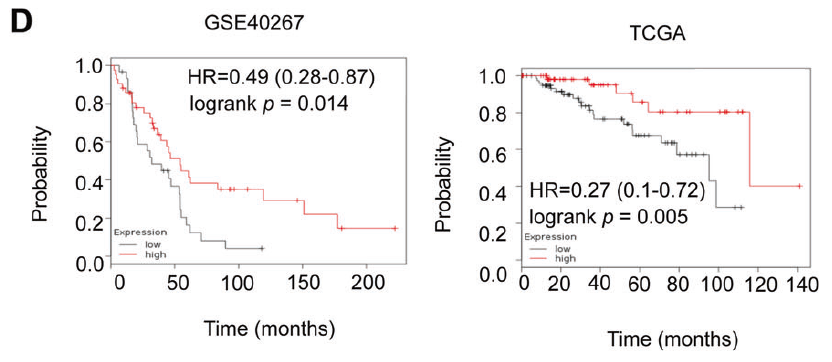 D
GSE40267
HR=0.49 (0.28-0.87)
logrank p = 0.014
Probability
1.0
0.8
0.6
0.4
0.2
0.0
Expression
low
high
0 50 100 150 200
Time (months)
TCGA
HR=0.27 (0.1-0.72)
logrank p = 0.005
Probability
1.0
0.8
0.6
0.4
0.2
0.0
Expression
low
high
0 20 40 60 80 100 120 140
Time (months)